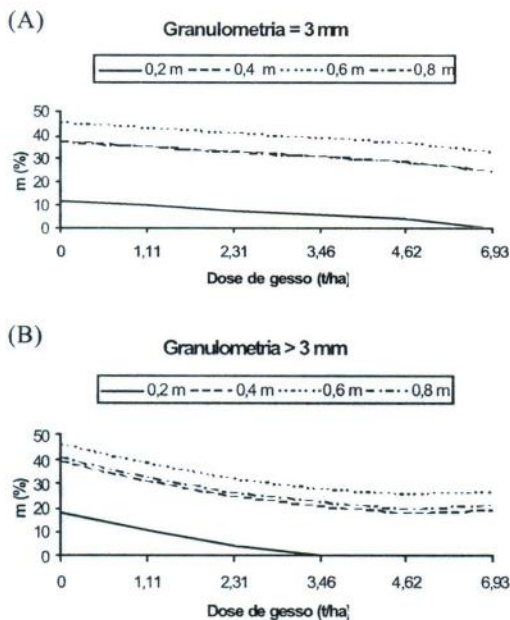 (A)
Granulometria = 3 mm
0,2 m 0,4 m 0,6 m 0,8 m
50
40
30
20
10
0
m (%)
0 1,11 2,31 3,46 4,62 6,93
Dose de gesso (t/ha)
(B)
Granulometria > 3 mm
0,2 m 0,4 m 0,6 m 0,8 m
50
40
30
20
10
0
m (%)
0 1,11 2,31 3,46 4,62 6,93
Dose de gesso (t/ha)